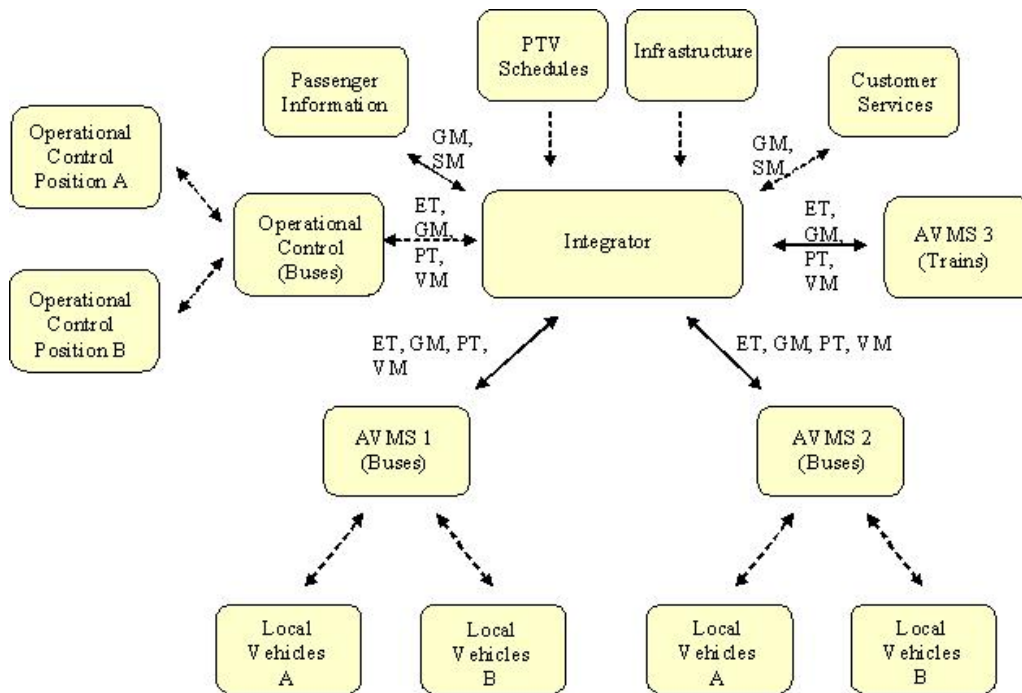 PTV
Schedules
Infrastructure
Passenger
Information
Customer
Services
Operational
Control
Position A
GM,
SM
GM,
SM
Operational
Control
(Buses)
ET,
GM,
PT,
VM
Integrator
ET,
GM,
PT,
VM
AVMS 3
(Trains)
Operational
Control
Position B
ET, GM, PT,
VM
ET, GM, PT, VM
AVMS 1
(Buses)
AVMS 2
(Buses)
Local
Vehicles
A
Local
Vehicles
B
Local
Vehicles
A
Local
Vehicles
B